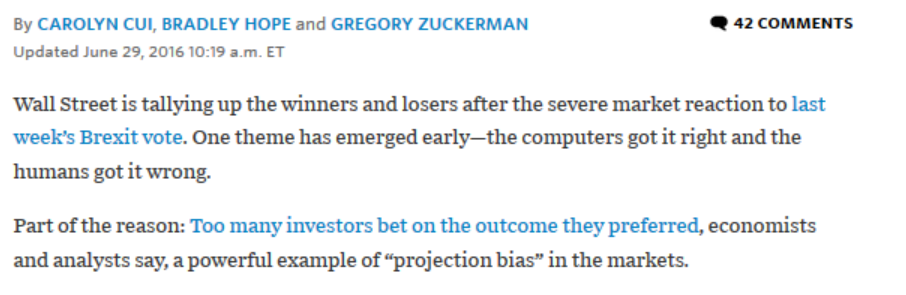 By CAROLYN CUI, BRADLEY HOPE and GREGORY ZUCKERMAN 42 COMMENTS
Updated June 29, 2016 10:19 a.m. ET
Wall Street is tallying up the winners and losers after the severe market reaction to last
week's Brexit vote. One theme has emerged early—the computers got it right and the
humans got it wrong.
Part of the reason: Too many investors bet on the outcome they preferred, economists
and analysts say, a powerful example of “projection bias” in the markets.